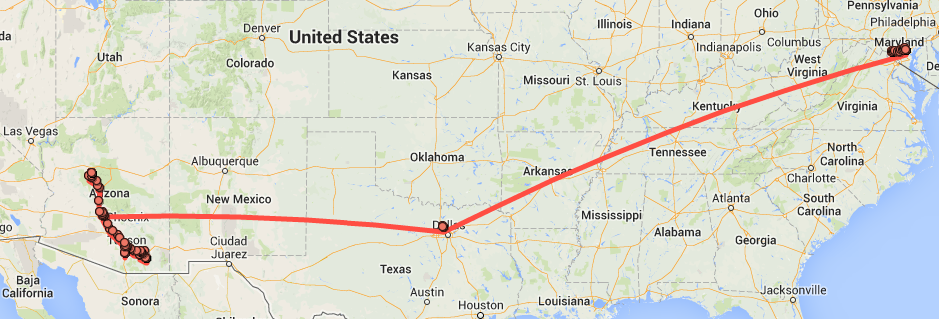 Pennsylvania
Ohio
Philadelphia
Illinois
Indiana
Denver
United States
Kansas City
Indianapolis
Columbus
Maryland
Utah
West
Virginia
Colorado
Kansas
Missouri
St. Louis
De
Kentucky
Virginia
Las Vegas
Albuquerque
Oklahoma
Tennessee
North
Carolina
Arkansas
Charlotte
Arizona
New Mexico
Atlanta
South
Carolina
Phoenix
Mississippi
Dallas
Alabama
Georgia
Tucson
Ciudad
Juarez
Texas
Baja
California
Sonora
Austin
Houston
Louisiana
Jacksonville